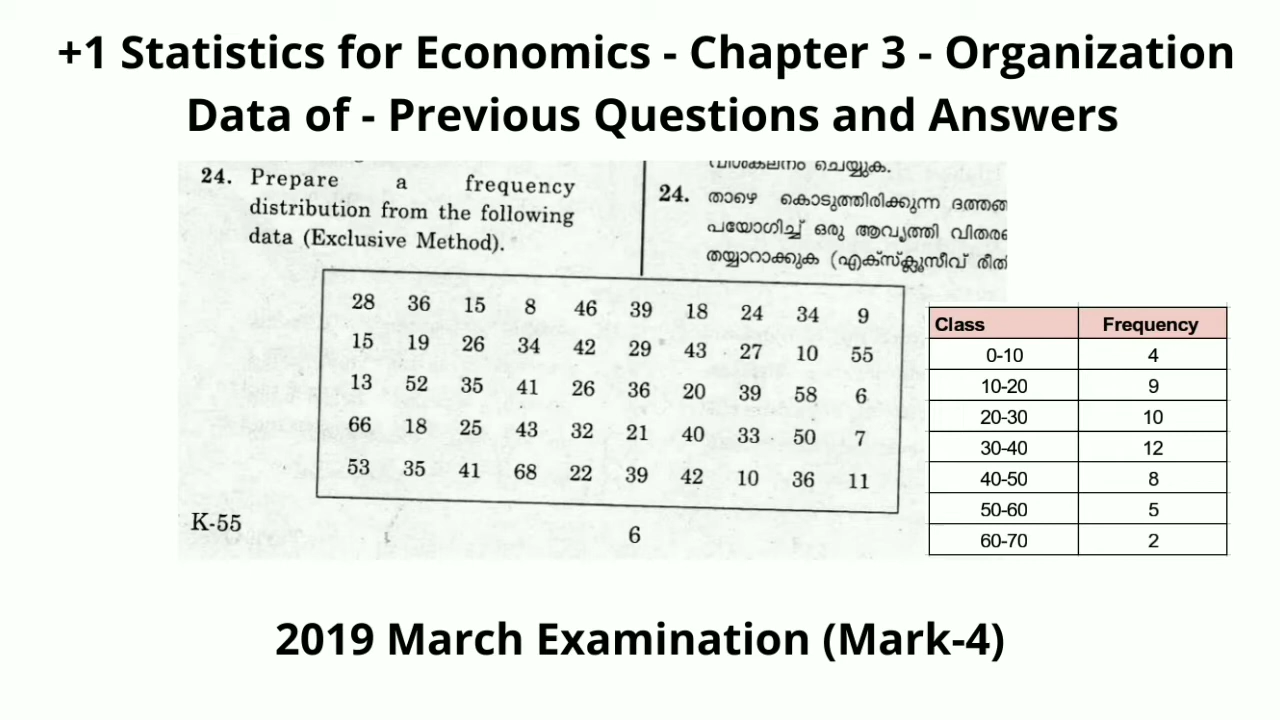 +1 Statistics for Economics - Chapter 3 - Organization
Data of - Previous Questions and Answers
24. Prepare a frequency
distribution from the following
data (Exclusive Method).
ചെയ്യുക.
24. താഴെ കൊടുത്തിരിക്കുന്ന
പയോഗിച്ച് ഒരു ആവൃത്തി
തയ്യാറാക്കുക (എക്സ്ക്ലൂസീവ്
28 36 15 8 46 39 18 24 34 9
15 19 26 34 42 29 43 27 10 55
13 52 35 41 26 36 20 39 58 6
66 18 25 43 32 21 40 33 50 7
53 35 41 68 22 39 42 10 36 11
K-55
6
Class Frequency
0-10 4
10-20 9
20-30 10
30-40 12
40-50 8
50-60 5
60-70 2
2019 March Examination (Mark-4)